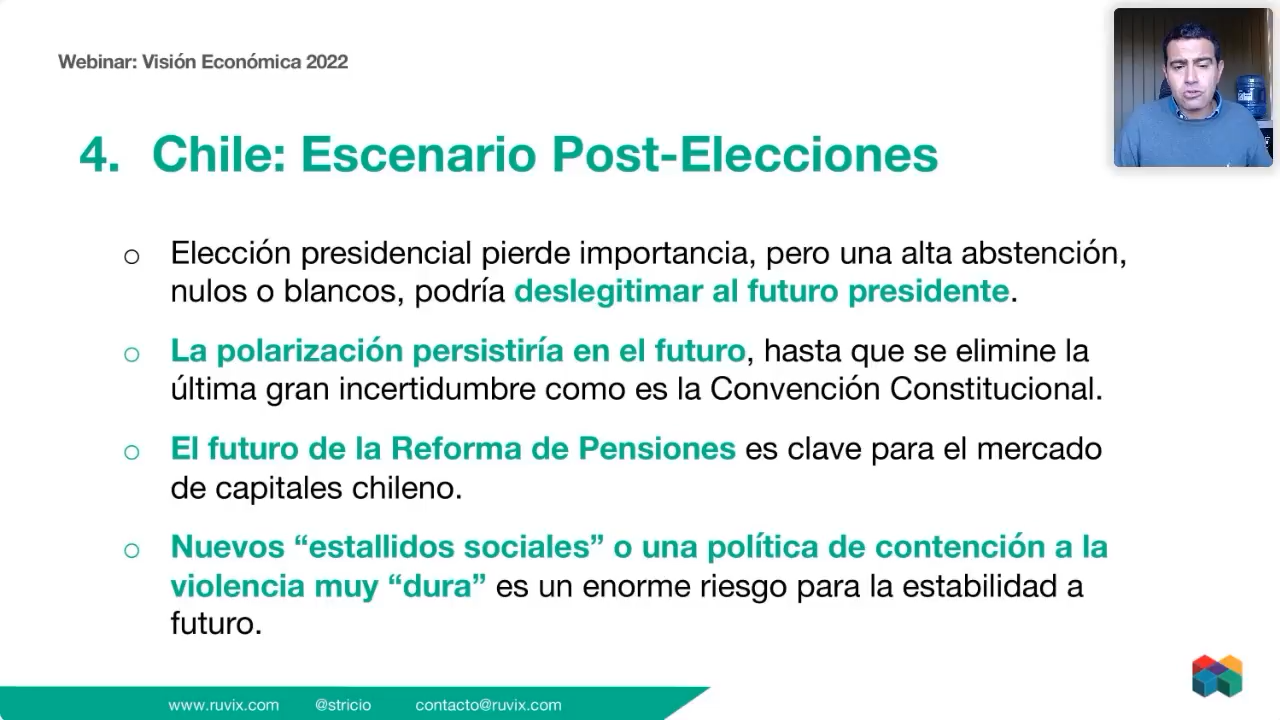 Webinar: Visión Económica 2022
4. Chile: Escenario Post-Elecciones
o Elección presidencial pierde importancia, pero una alta abstención,
nulos o blancos, podría deslegitimar al futuro presidente.
o La polarización persistiría en el futuro, hasta que se elimine la
última gran incertidumbre como es la Convención Constitucional.
o El futuro de la Reforma de Pensiones es clave para el mercado
de capitales chileno.
o Nuevos “estallidos sociales” o una política de contención a la
violencia muy “dura” es un enorme riesgo para la estabilidad a
futuro.
www.ruvix.com @stricio contacto@ruvix.com